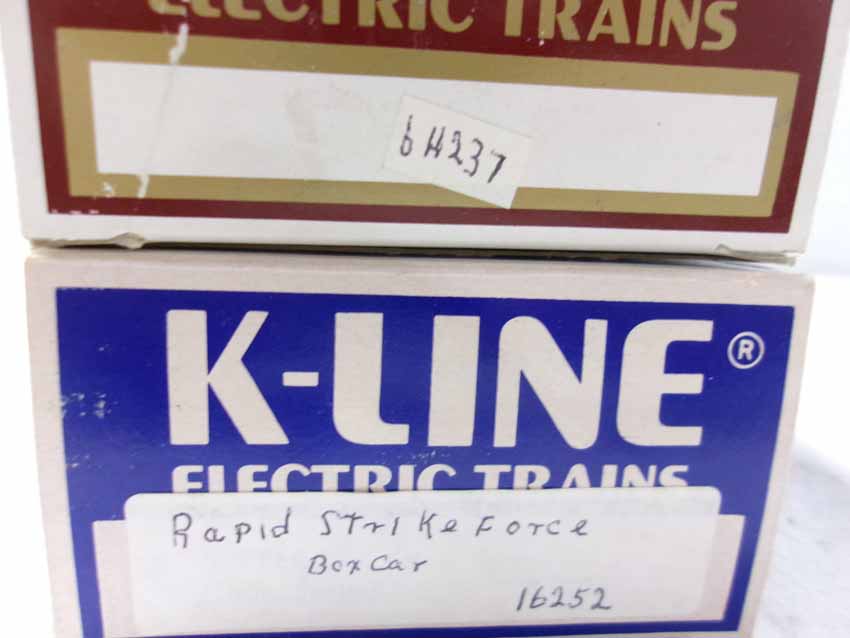 ELECTRIC TRAINS
6H237
K-LINE®
ELECTRIC TRAINS
Rapid Strike Force
Box Car
16252